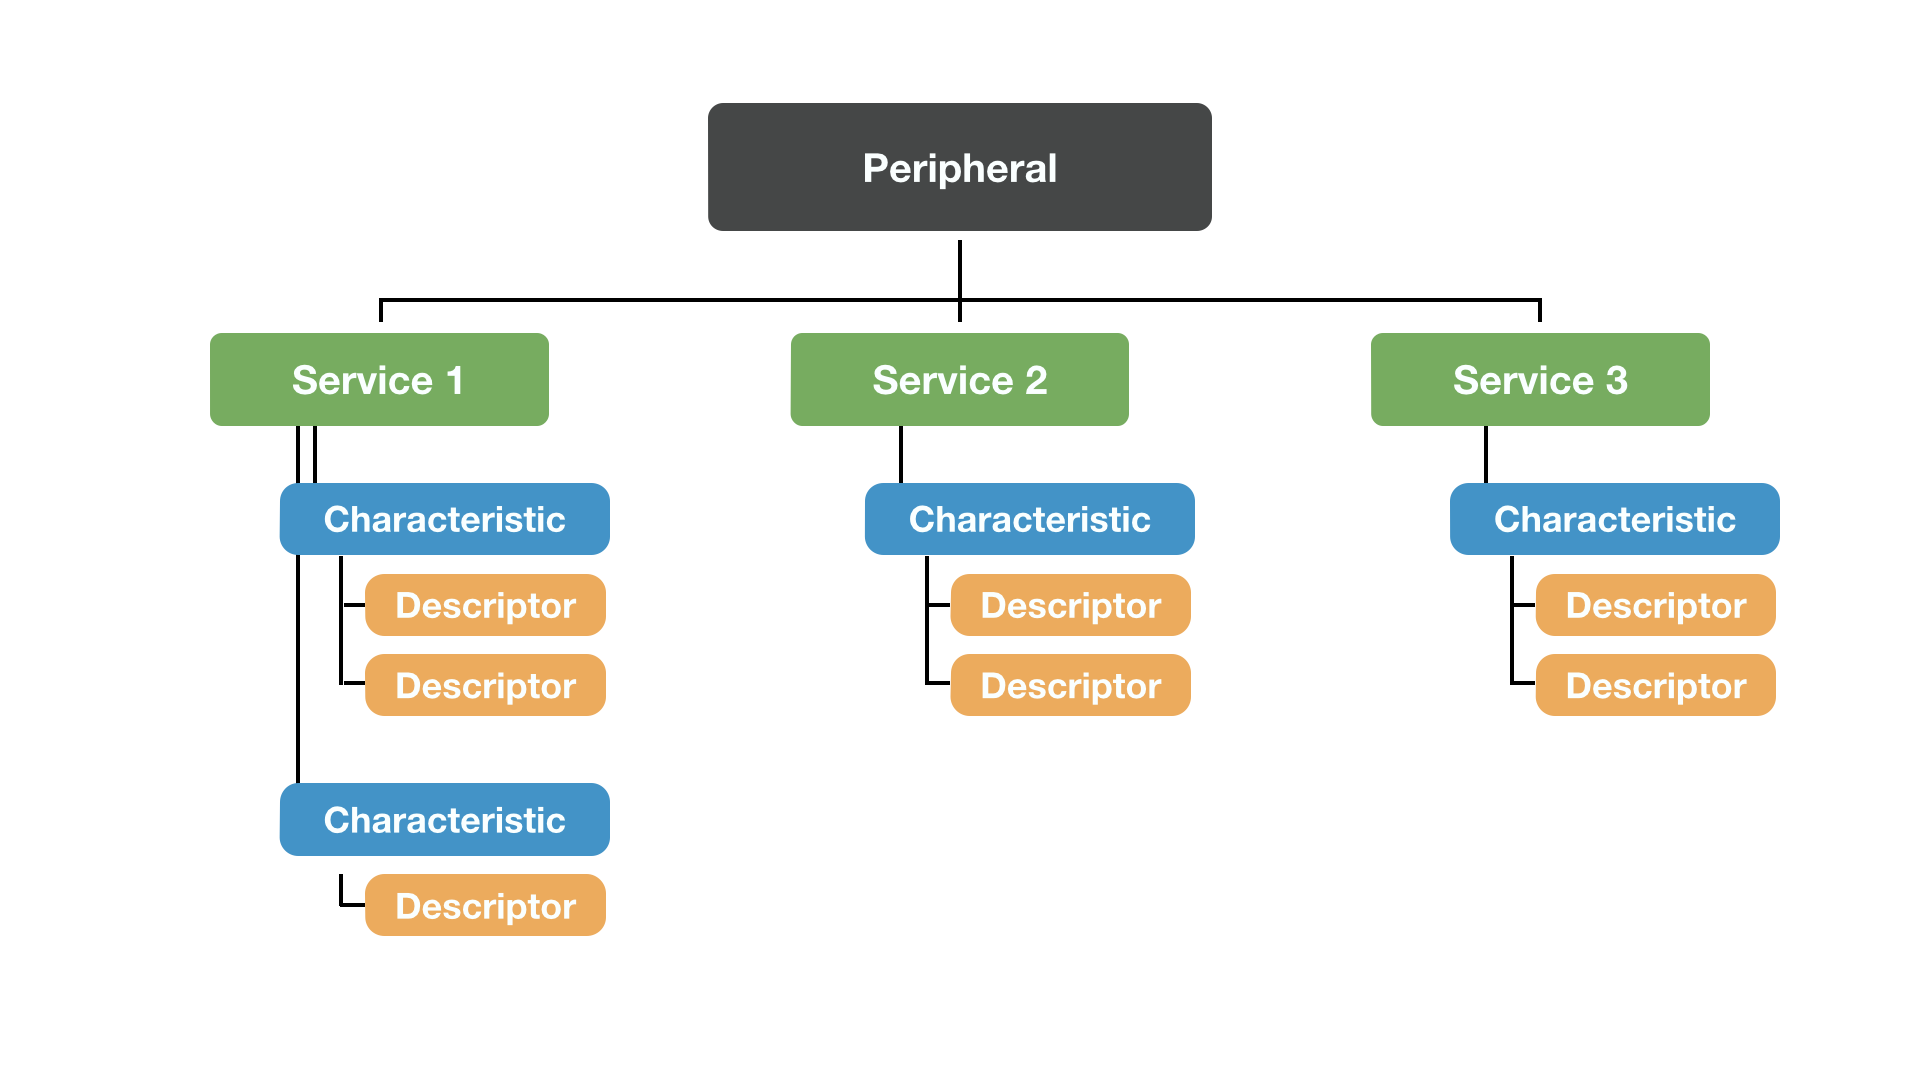 Peripheral
Service 1
Service 2
Service 3
Characteristic
Characteristic
Characteristic
Descriptor
Descriptor
Descriptor
Descriptor
Descriptor
Descriptor
Characteristic
Descriptor